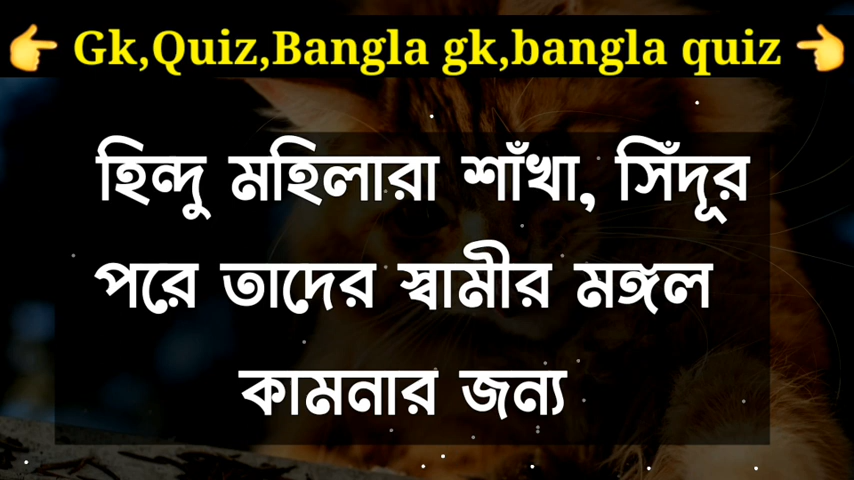 👉 Gk,Quiz,Bangla gk,bangla quiz 👈
হিন্দু মহিলারা শাঁখা, সিঁদূর
পরে তাদের স্বামীর মঙ্গল
কামনার জন্য